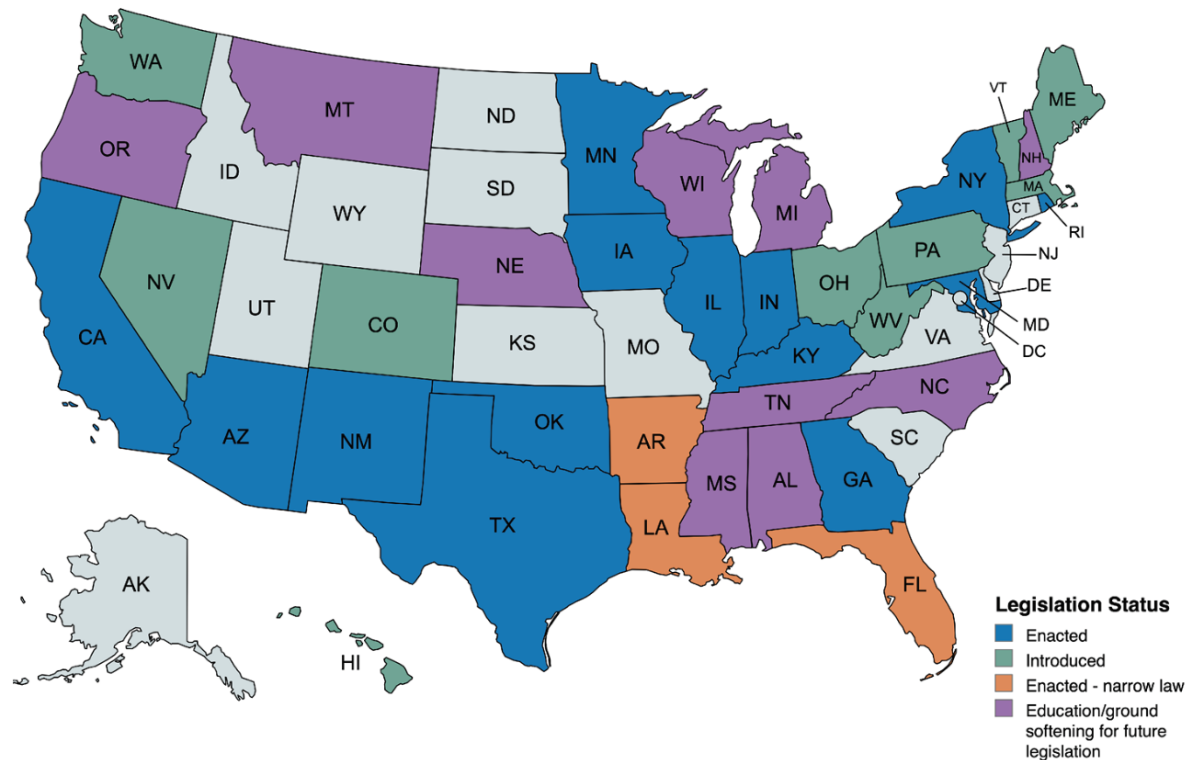 WA
MT
ND
MN
VT
ME
OR
ID
SD
WI
MI
NY
NH
MA
CT
RI
WY
NE
IA
PA
NJ
NV
UT
CO
KS
MO
IL
IN
OH
WV
VA
DE
MD
DC
CA
KY
AZ
NM
OK
AR
TN
NC
SC
TX
LA
MS
AL
GA
FL
AK
HI
Legislation Status
Enacted
Introduced
Enacted - narrow law
Education/ground
softening for future
legislation